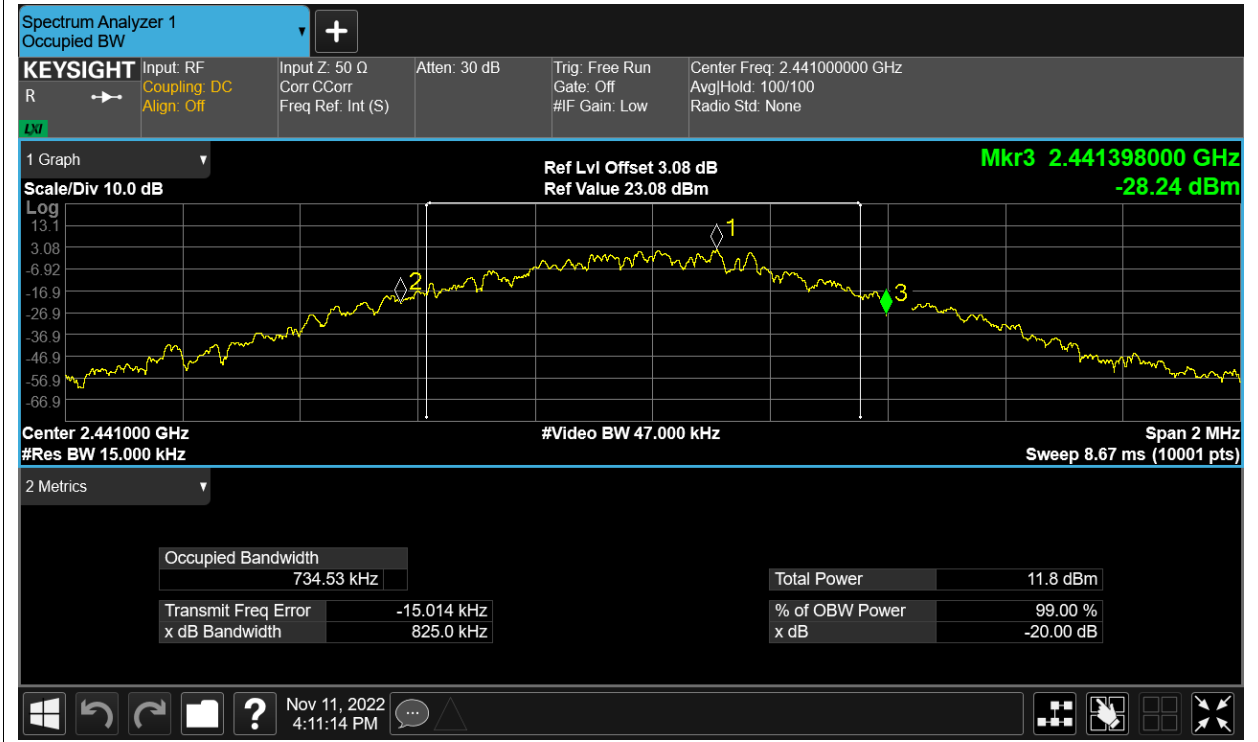 Spectrum Analyzer 1
Occupied BW
KEYSIGHT
R
LXI
Input: RF
Coupling: DC
Align: Off
Input Z: 50 Ω
Corr CCorr
Freq Ref: Int (S)
Atten: 30 dB
Trig: Free Run
Gate: Off
#IF Gain: Low
Center Freq: 2.441000000 GHz
Avg|Hold: 100/100
Radio Std: None
1 Graph
Scale/Div 10.0 dB
Ref Lvl Offset 3.08 dB
Ref Value 23.08 dBm
Mkr3 2.441398000 GHz
-28.24 dBm
Log
13.1
3.08
-6.92
-16.9
-26.9
-36.9
-46.9
-56.9
-66.9
1
2
3
Center 2.441000 GHz
#Video BW 47.000 kHz
Span 2 MHz
#Res BW 15.000 kHz
Sweep 8.67 ms (10001 pts)
2 Metrics
Occupied Bandwidth
734.53 kHz
Total Power 11.8 dBm
Transmit Freq Error -15.014 kHz
% of OBW Power 99.00 %
x dB Bandwidth 825.0 kHz
x dB -20.00 dB
?
Nov 11, 2022
4:11:14 PM